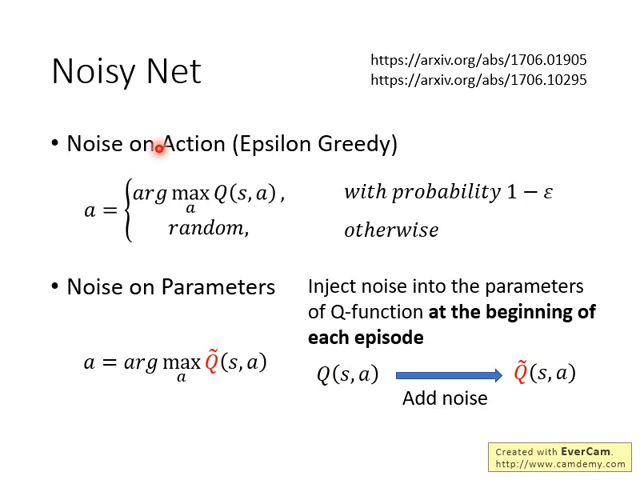 Noisy Net
https://arxiv.org/abs/1706.01905
https://arxiv.org/abs/1706.10295
• Noise on Action (Epsilon Greedy)
a = { arg max Q(s, a) , with probability 1 − ε
a
random, otherwise
• Noise on Parameters
Inject noise into the parameters
of Q-function at the beginning of
each episode
a = arg max Q̃(s, a)
a
Q(s, a) Q̃(s, a)
Add noise
Created with EverCam.
http://www.camdemy.com